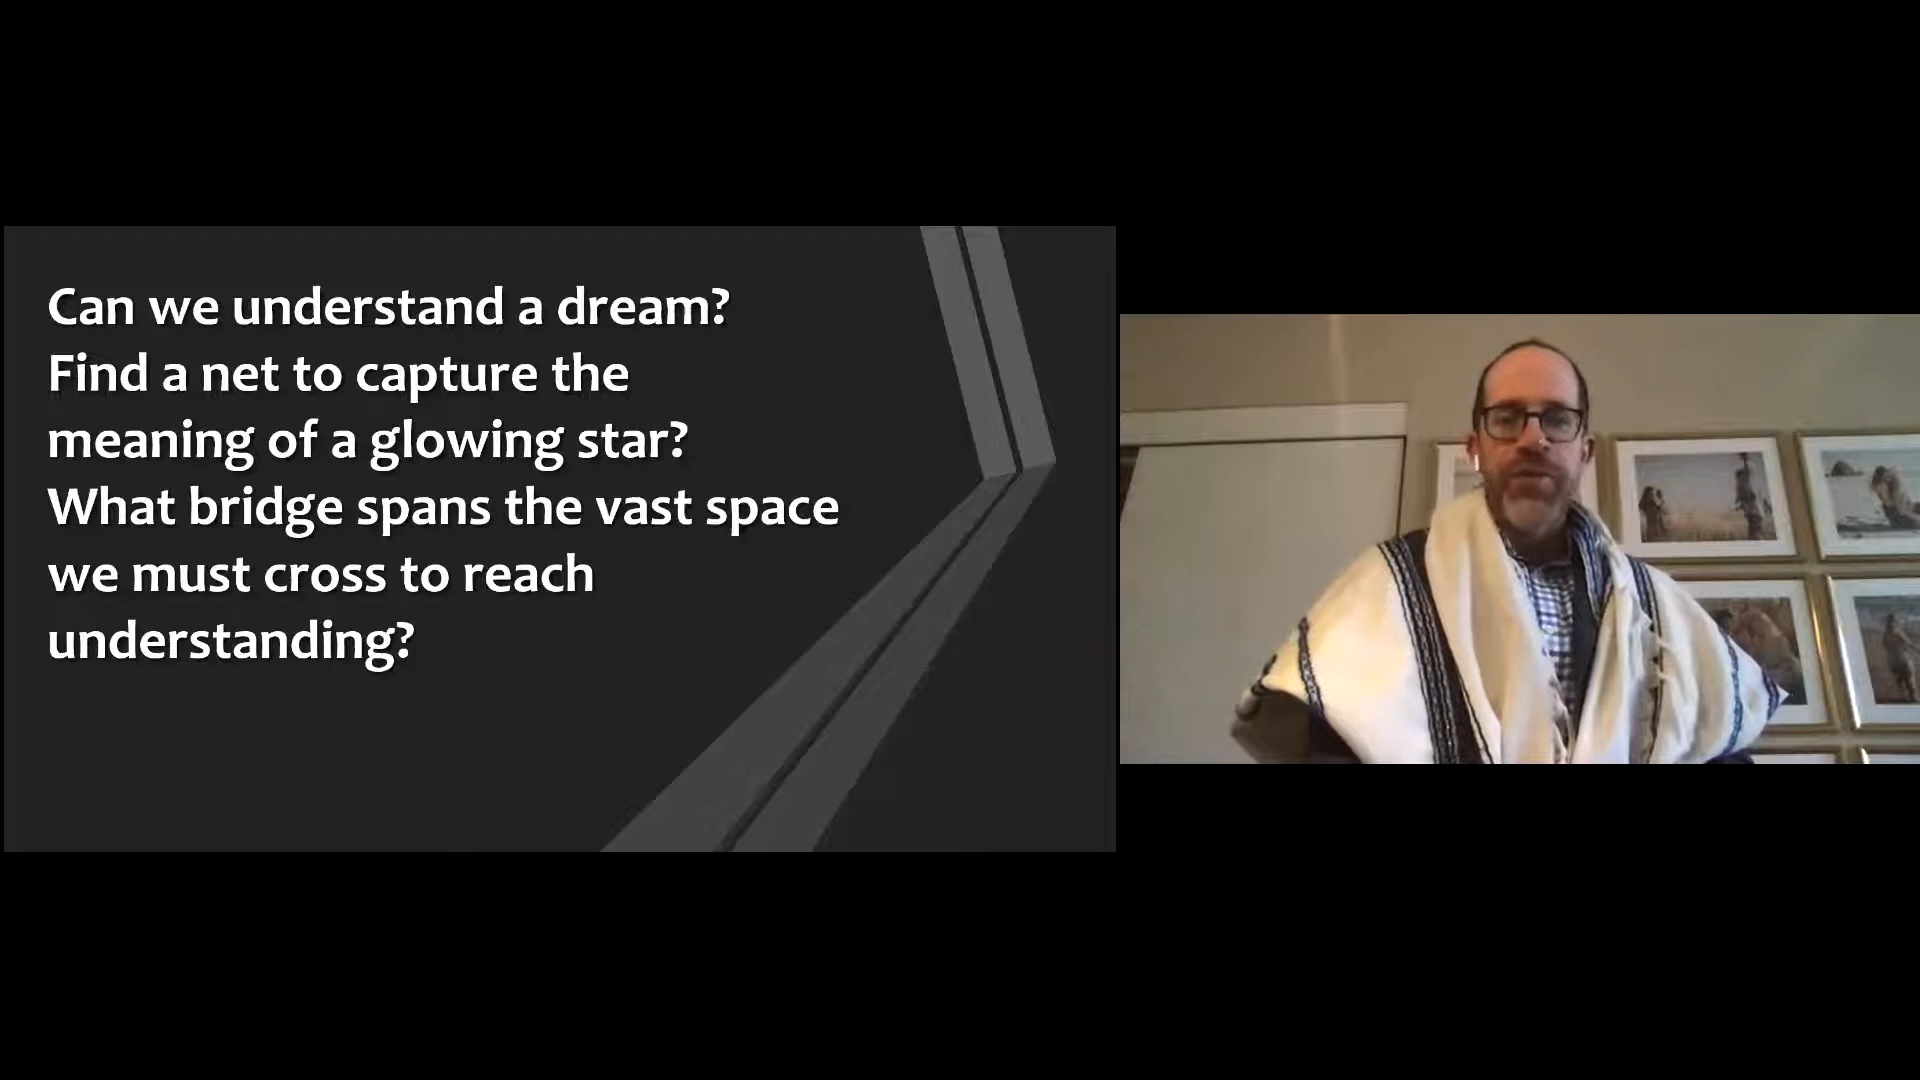 Can we understand a dream?
Find a net to capture the
meaning of a glowing star?
What bridge spans the vast space
we must cross to reach
understanding?